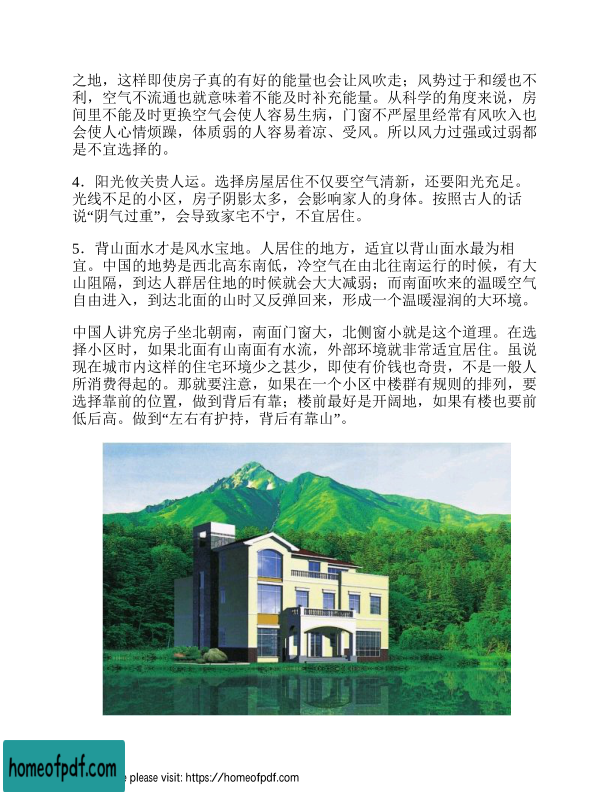 之地，这样即使房子真的有好的能量也会让风吹走；风势过于和缓也不
利，空气不流通也就意味着不能及时补充能量。从科学的角度来说，房
间里不能及时更换空气会使人容易生病，门窗不严屋里经常有风吹入也
会使人心情烦躁，体质弱的人容易着凉、受风。所以风力过强或过弱都
是不宜选择的。
4．阳光攸关贵人运。选择房屋居住不仅要空气清新，还要阳光充足。
光线不足的小区，房子阴影太多，会影响家人的身体。按照古人的话
说“阴气过重”，会导致家宅不宁，不宜居住。
5．背山面水才是风水宝地。人居住的地方，适宜以背山面水最为相
宜。中国的地势是西北高东南低，冷空气在由北往南运行的时候，有大
山阻隔，到达人群居住地的时候就会大大减弱；而南面吹来的温暖空气
自由进入，到达北面的山时又反弹回来，形成一个温暖湿润的大环境。
中国人讲究房子坐北朝南，南面门窗大，北侧窗小就是这个道理。在选
择小区时，如果北面有山南面有水流，外部环境就非常适宜居住。虽说
现在城市内这样的住宅环境少之甚少，即使有价钱也奇贵，不是一般人
所消费得起的。那就要注意，如果在一个小区中楼群有规则的排列，要
选择靠前的位置，做到背后有靠；楼前最好是开阔地，如果有楼也要前
低后高。做到“左右有护持，背后有靠山”。
homeofpdf.com
please visit: https://homeofpdf.com